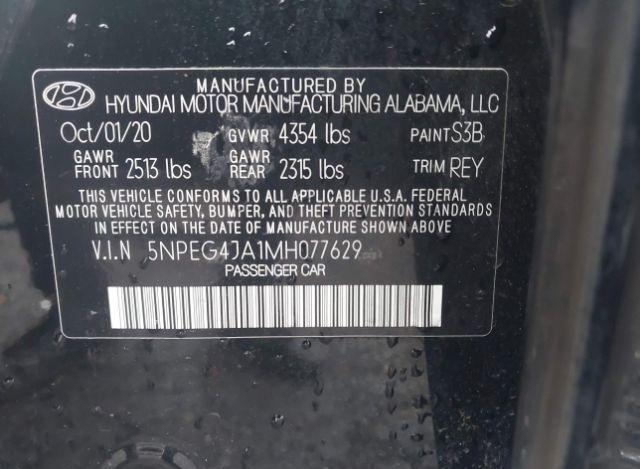 MANUFACTURED BY
HYUNDAI MOTOR MANUFACTURING ALABAMA, LLC
Oct/01/20 GVWR 4354 lbs PAINT S3B
GAWR FRONT 2513 lbs GAWR REAR 2315 lbs TRIM REY
THIS VEHICLE CONFORMS TO ALL APPLICABLE U.S.A. FEDERAL
MOTOR VEHICLE SAFETY, BUMPER, AND THEFT PREVENTION STANDARDS
IN EFFECT ON THE DATE OF MANUFACTURE SHOWN ABOVE.
V.I.N 5NPEG4JA1MH077629
PASSENGER CAR